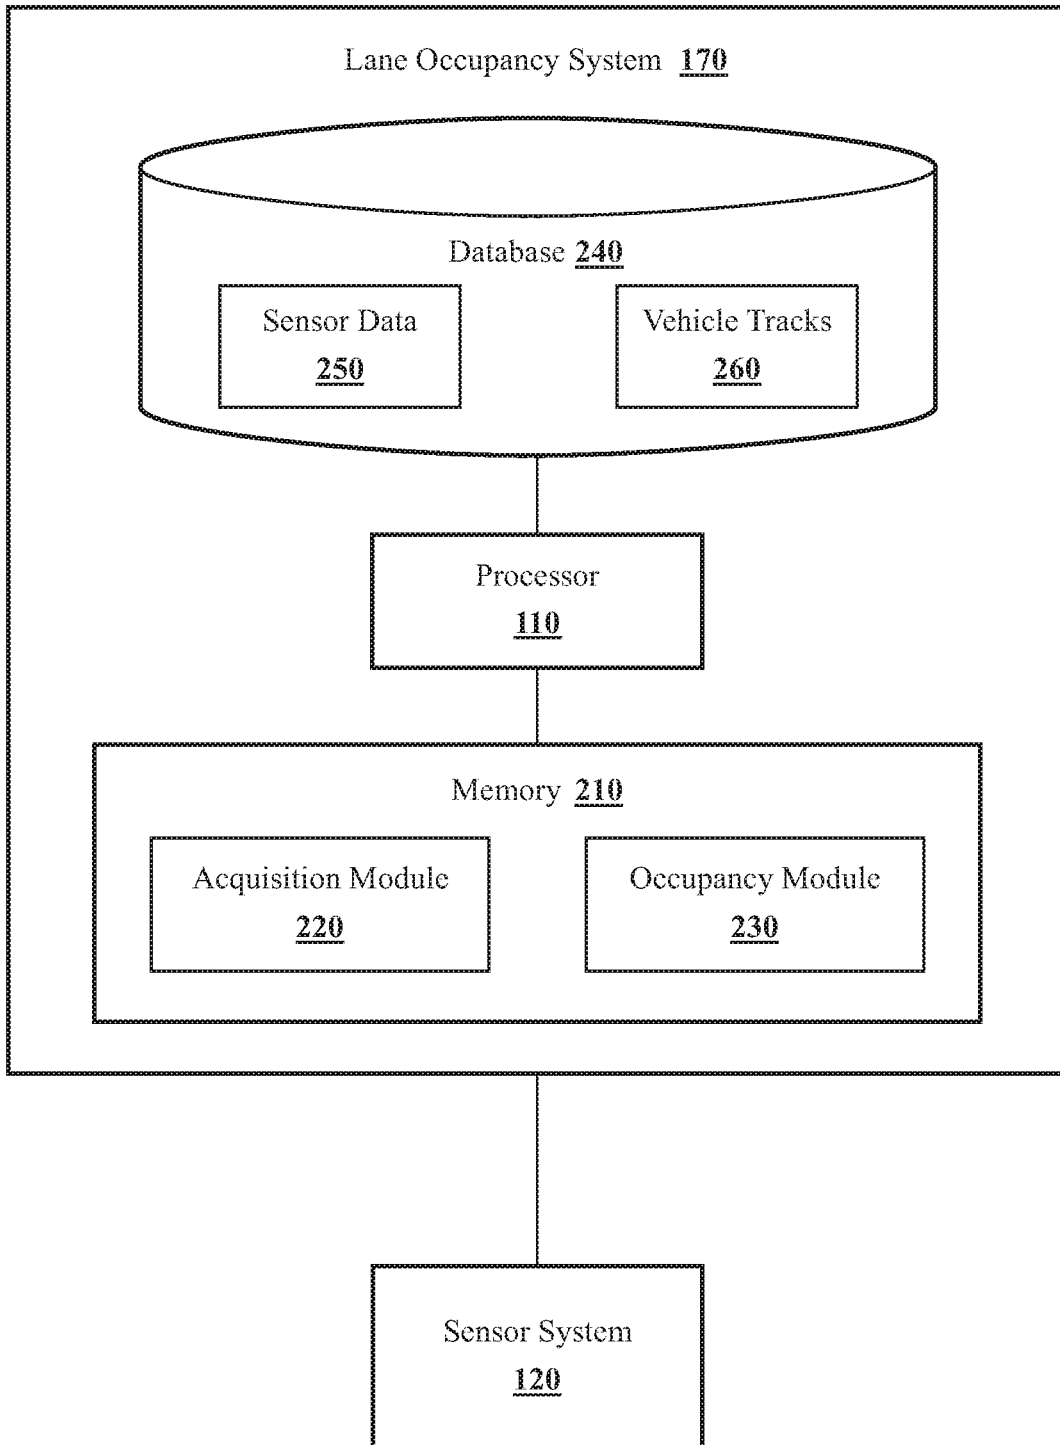 Lane Occupancy System 170
Database 240
Sensor Data
250
Vehicle Tracks
260
Processor
110
Memory 210
Acquisition Module
220
Occupancy Module
230
Sensor System
120